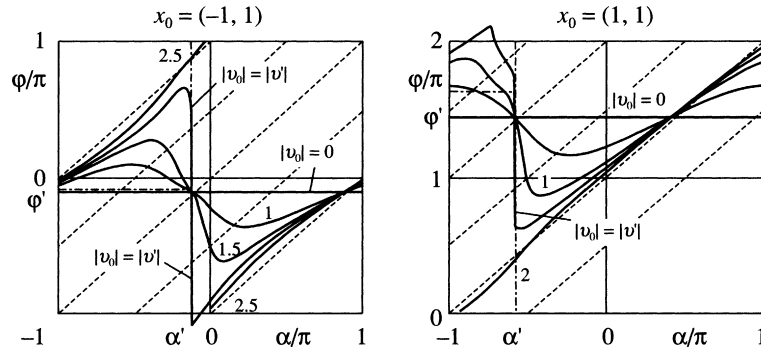 x₀ = (-1, 1)
1
φ/π
2.5
|υ₀| = |υ'|
|υ₀| = 0
0
φ'
1
|υ₀| = |υ'|
1.5
2.5
-1
α'
0
α/π
1
x₀ = (1, 1)
2
φ/π
|υ₀| = 0
φ'
1
1
|υ₀| = |υ'|
2
0
-1
α'
0
α/π
1